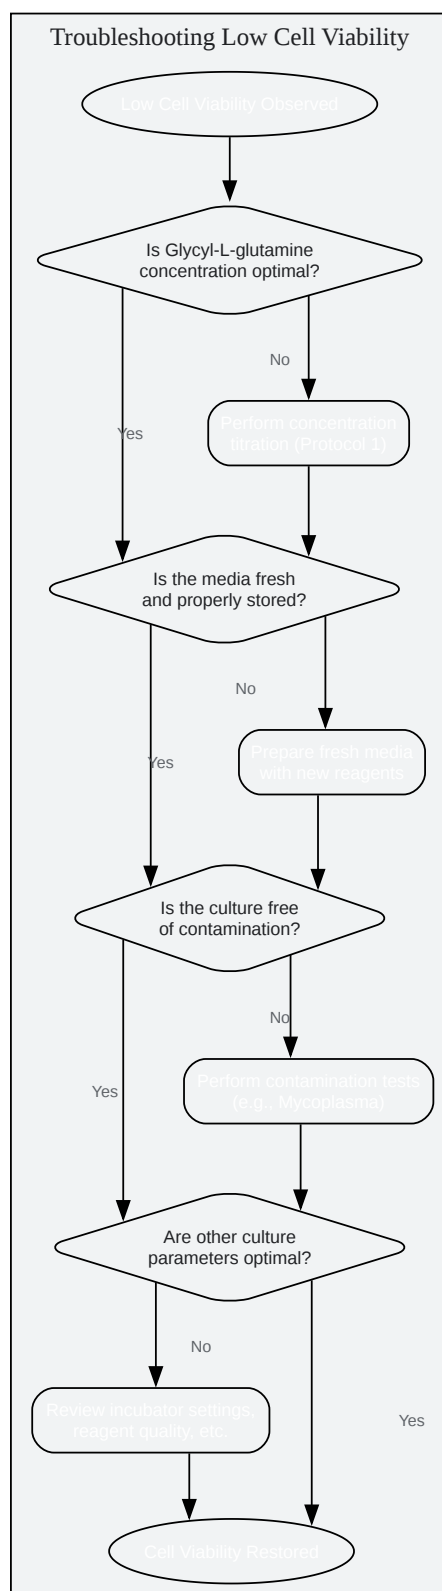 Troubleshooting Low Cell Viability
Low Cell Viability Observed
Is Glycyl-L-glutamine
concentration optimal?
No
Perform concentration
titration (Protocol 1)
Yes
Is the media fresh
and properly stored?
No
Prepare fresh media
with new reagents
Yes
Is the culture free
of contamination?
No
Perform contamination tests
(e.g., Mycoplasma)
Yes
Are other culture
parameters optimal?
No
Review incubator settings,
reagent quality, etc.
Yes
Cell Viability Restored